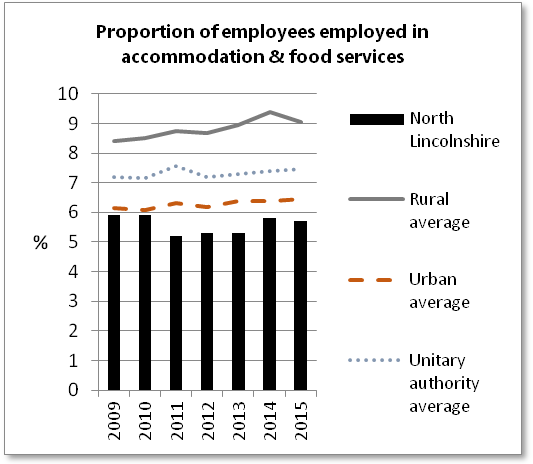 Proportion of employees employed in
accommodation & food services
10
9
8
7
6
5
4
3
2
1
0
%
2009
2010
2011
2012
2013
2014
2015
North
Lincolnshire
Rural
average
Urban
average
Unitary
authority
average